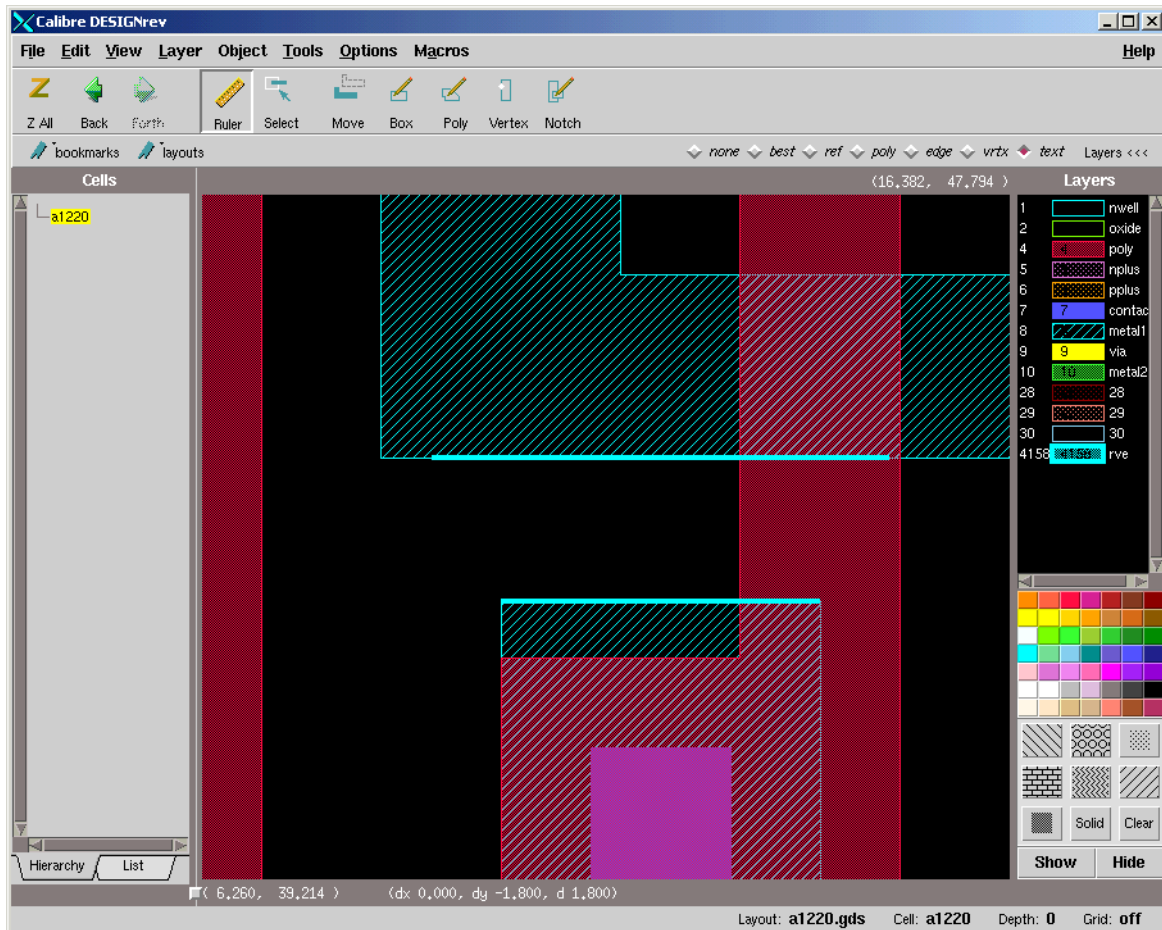 Calibre DESIGNrev
File Edit View Layer Object Tools Options Macros Help
Z All Back Forth Ruler Select Move Box Poly Vertex Notch
bookmarks layouts none best ref poly edge vrtx text Layers <<<
Cells (16.382, 47.794 ) Layers
a1220
1 nwell
2 oxide
4 poly
5 nplus
6 pplus
7 7 contac
8 metal1
9 9 via
10 10 metal2
28 28
29 29
30 30
4158 4158 rve
Solid Clear
Show Hide
Hierarchy List
( 6.260, 39.214 ) (dx 0.000, dy -1.800, d 1.800)
Layout: a1220.gds Cell: a1220 Depth: 0 Grid: off